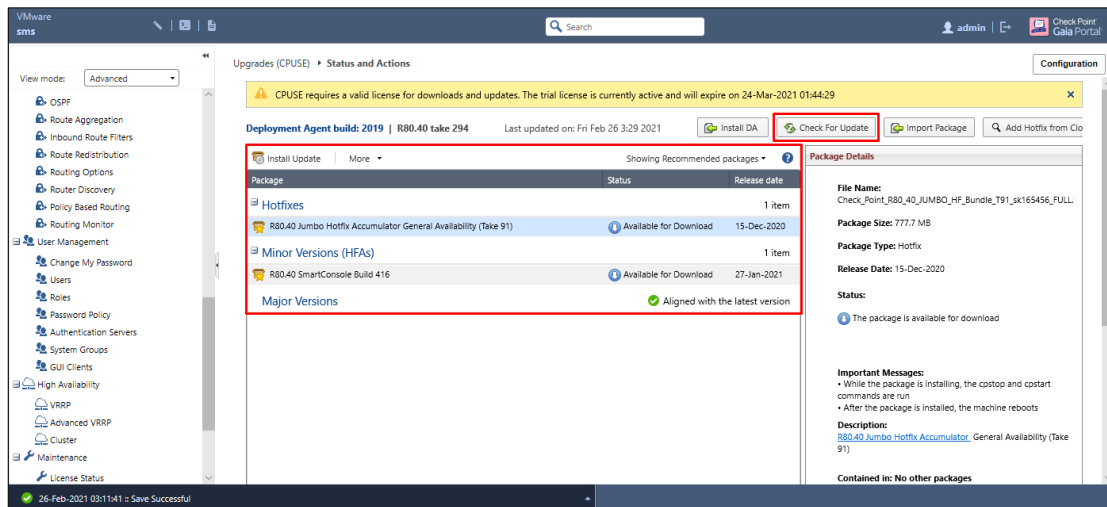 VMware
sms
Search
admin
Check Point
Gaia Portal
View mode: Advanced
OSPF
Route Aggregation
Inbound Route Filters
Route Redistribution
Routing Options
Router Discovery
Policy Based Routing
Routing Monitor
User Management
Change My Password
Users
Roles
Password Policy
Authentication Servers
System Groups
GUI Clients
High Availability
VRRP
Advanced VRRP
Cluster
Maintenance
License Status
Upgrades (CPUSE) Status and Actions
Configuration
CPUSE requires a valid license for downloads and updates. The trial license is currently active and will expire on 24-Mar-2021 01:44:29
Deployment Agent build: 2019 | R80.40 take 294 Last updated on: Fri Feb 26 3:29 2021
Install DA
Check For Update
Import Package
Add Hotfix from Clo
Install Update More Showing Recommended packages
Package Status Release date
Hotfixes 1 item
R80.40 Jumbo Hotfix Accumulator General Availability (Take 91) Available for Download 15-Dec-2020
Minor Versions (HFAs) 1 item
R80.40 SmartConsole Build 416 Available for Download 27-Jan-2021
Major Versions Aligned with the latest version
Package Details
File Name:
Check_Point_R80_40_JUMBO_HF_Bundle_T91_sk165456_FULL.
Package Size: 777.7 MB
Package Type: Hotfix
Release Date: 15-Dec-2020
Status:
The package is available for download
Important Messages:
• While the package is installing, the cpstop and cpstart
commands are run
• After the package is installed, the machine reboots
Description:
R80.40 Jumbo Hotfix Accumulator General Availability (Take
91)
Contained in: No other packages
26-Feb-2021 03:11:41 :: Save Successful